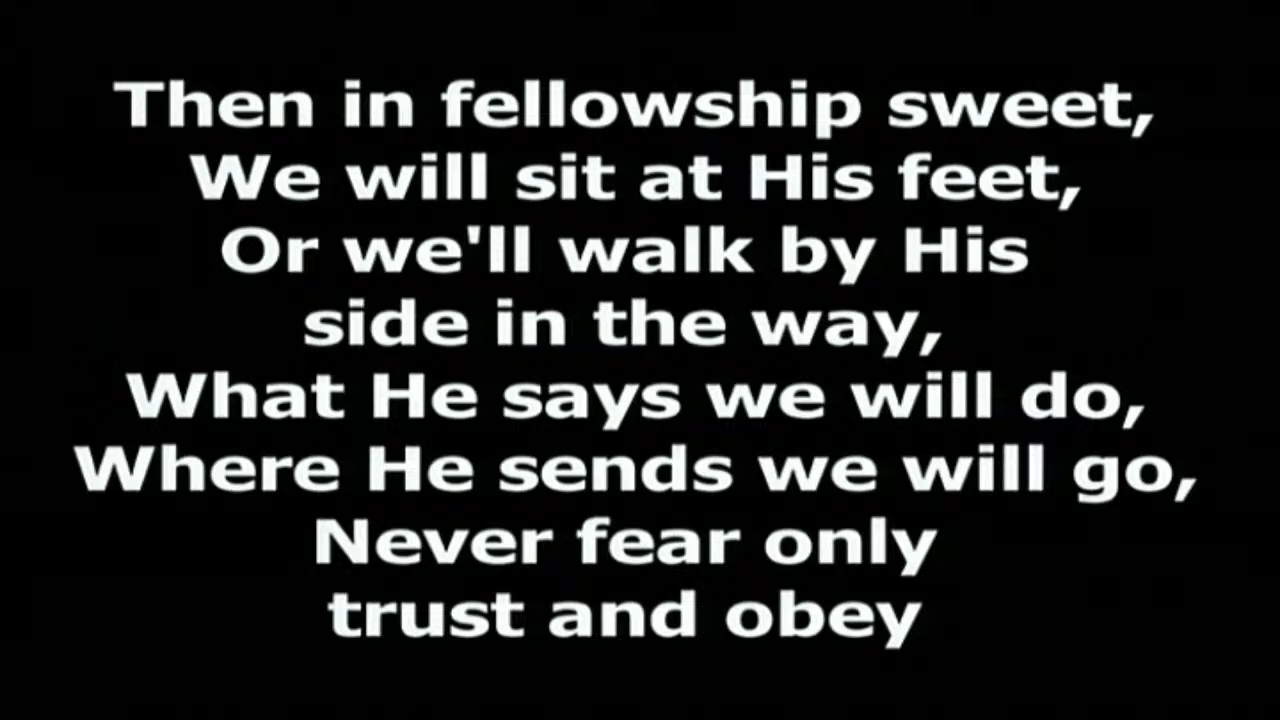 Then in fellowship sweet,
We will sit at His feet,
Or we'll walk by His
side in the way,
What He says we will do,
Where He sends we will go,
Never fear only
trust and obey